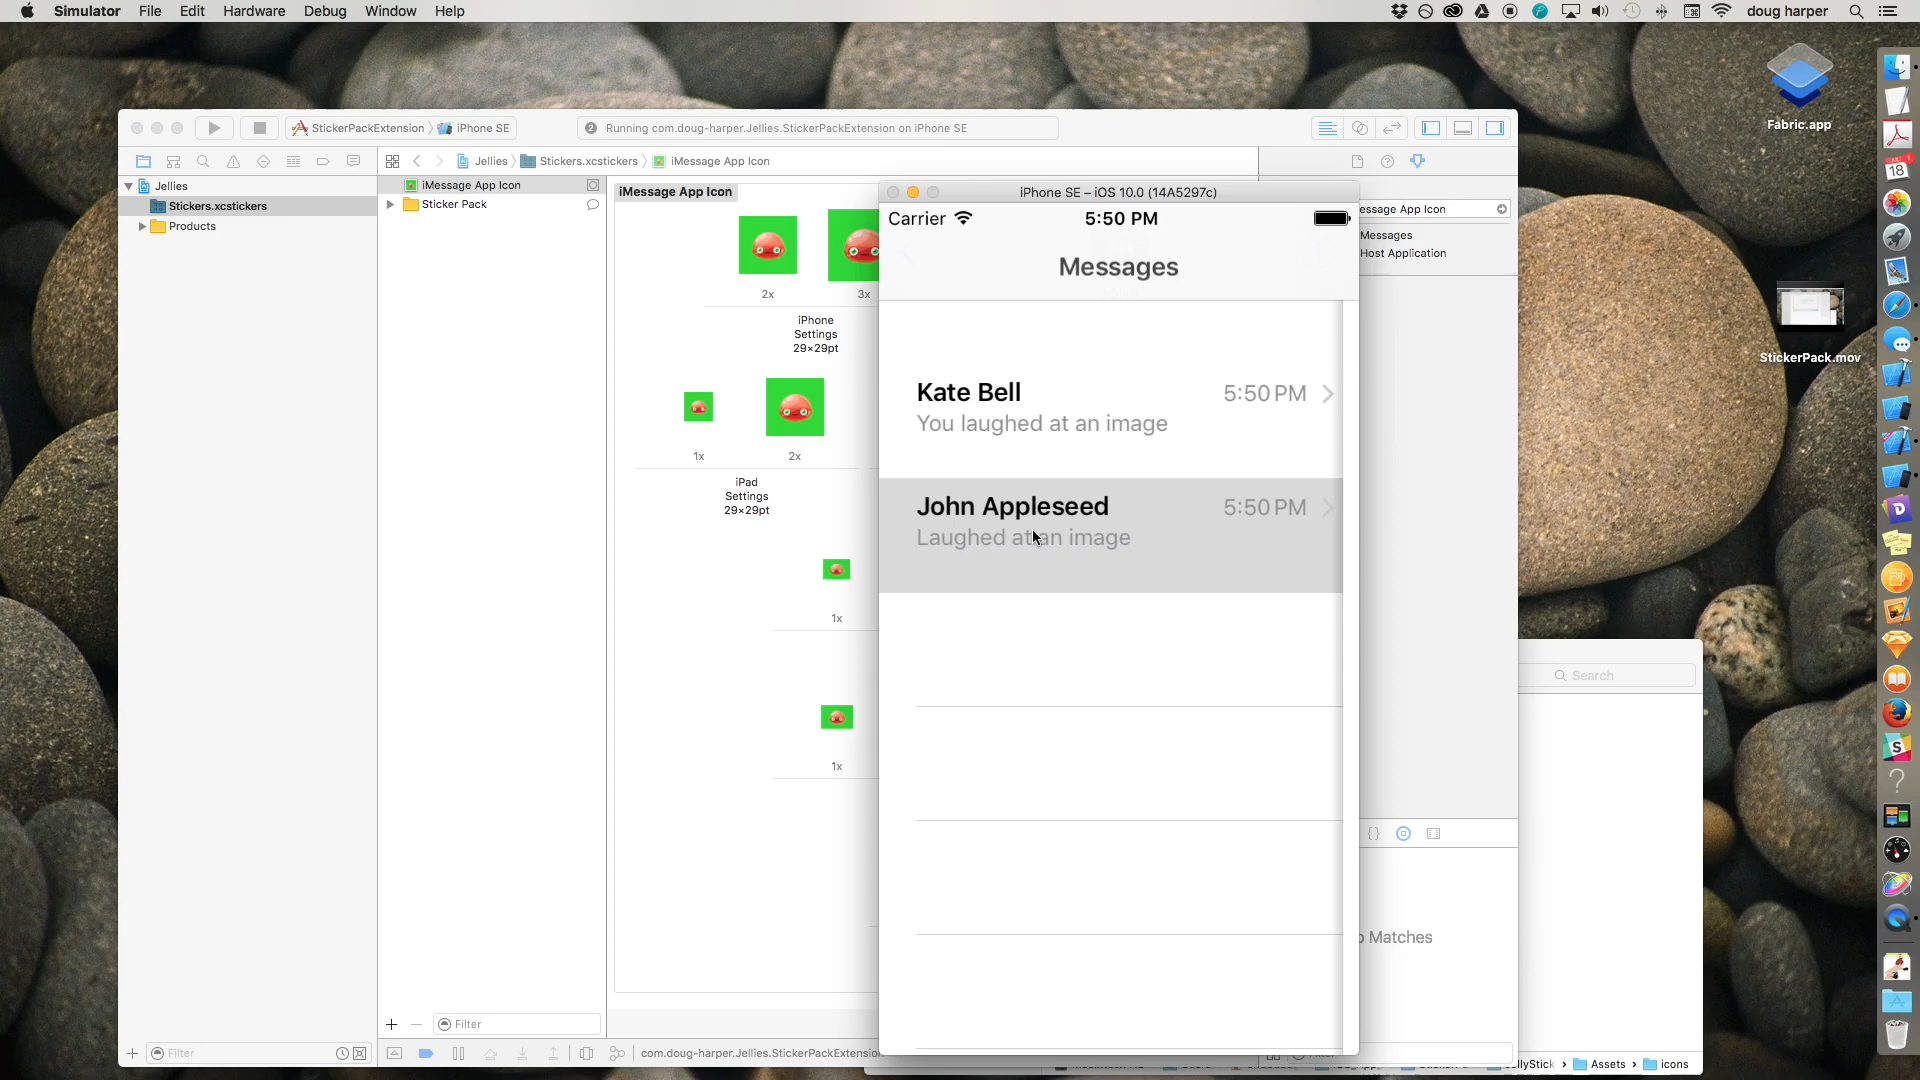 Simulator File Edit Hardware Debug Window Help
doug harper
Fabric.app
18
StickerPack.mov
StickerPackExtension iPhone SE
2 Running com.doug-harper.Jellies.StickerPackExtension on iPhone SE
Jellies Stickers.xcstickers iMessage App Icon
Jellies
Stickers.xcstickers
Products
iMessage App Icon
Sticker Pack
iMessage App Icon
2x
3x
iPhone
Settings
29×29pt
1x
2x
iPad
Settings
29×29pt
1x
1x
iPhone SE – iOS 10.0 (14A5297c)
Carrier 5:50 PM
Messages
Kate Bell 5:50 PM
You laughed at an image
John Appleseed 5:50 PM
Laughed at an image
essage App Icon
Messages
Host Application
Search
Matches
Filter
Filter
com.doug-harper.Jellies.StickerPackExtension
Assets icons